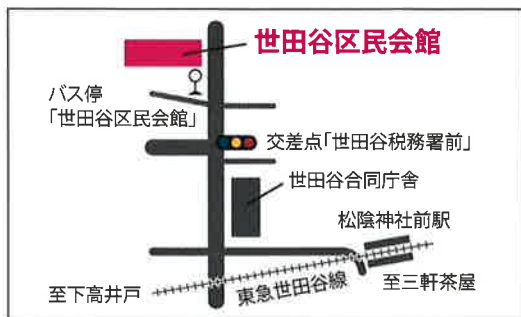 世田谷区民会館
バス停
「世田谷区民会館」
交差点「世田谷税務署前」
世田谷合同庁舎
松陰神社前駅
東急世田谷線
至三軒茶屋
至下高井戸